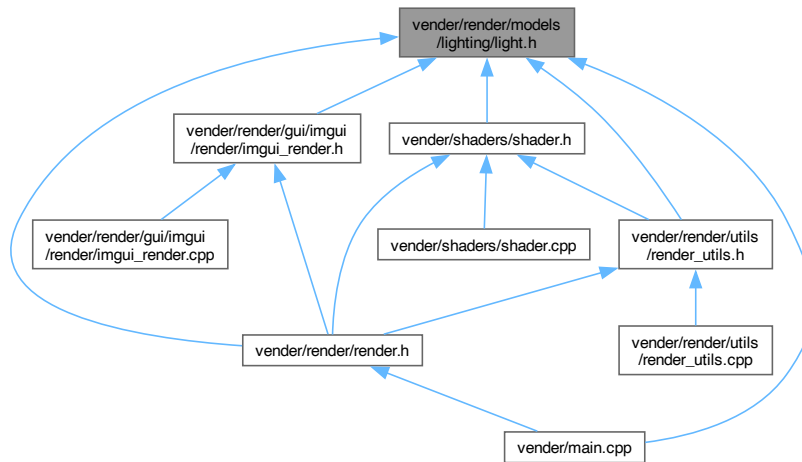 vender/render/models
/lighting/light.h
vender/render/gui/imgui
/render/imgui_render.h
vender/shaders/shader.h
vender/render/gui/imgui
/render/imgui_render.cpp
vender/shaders/shader.cpp
vender/render/utils
/render_utils.h
vender/render/render.h
vender/render/utils
/render_utils.cpp
vender/main.cpp